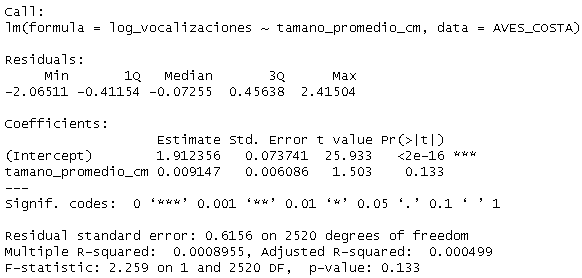 Call:
lm(formula = log_vocalizaciones ~ tamano_promedio_cm, data = AVES_COSTA)
Residuals:
Min 1Q Median 3Q Max
-2.06511 -0.41154 -0.07255 0.45638 2.41504
Coefficients:
Estimate Std. Error t value Pr(>|t|)
(Intercept) 1.912356 0.073741 25.933 <2e-16 ***
tamano_promedio_cm 0.009147 0.006086 1.503 0.133
---
Signif. codes: 0 ‘***’ 0.001 ‘**’ 0.01 ‘*’ 0.05 ‘.’ 0.1 ‘ ’ 1
Residual standard error: 0.6156 on 2520 degrees of freedom
Multiple R-squared: 0.0008955, Adjusted R-squared: 0.000499
F-statistic: 2.259 on 1 and 2520 DF, p-value: 0.133